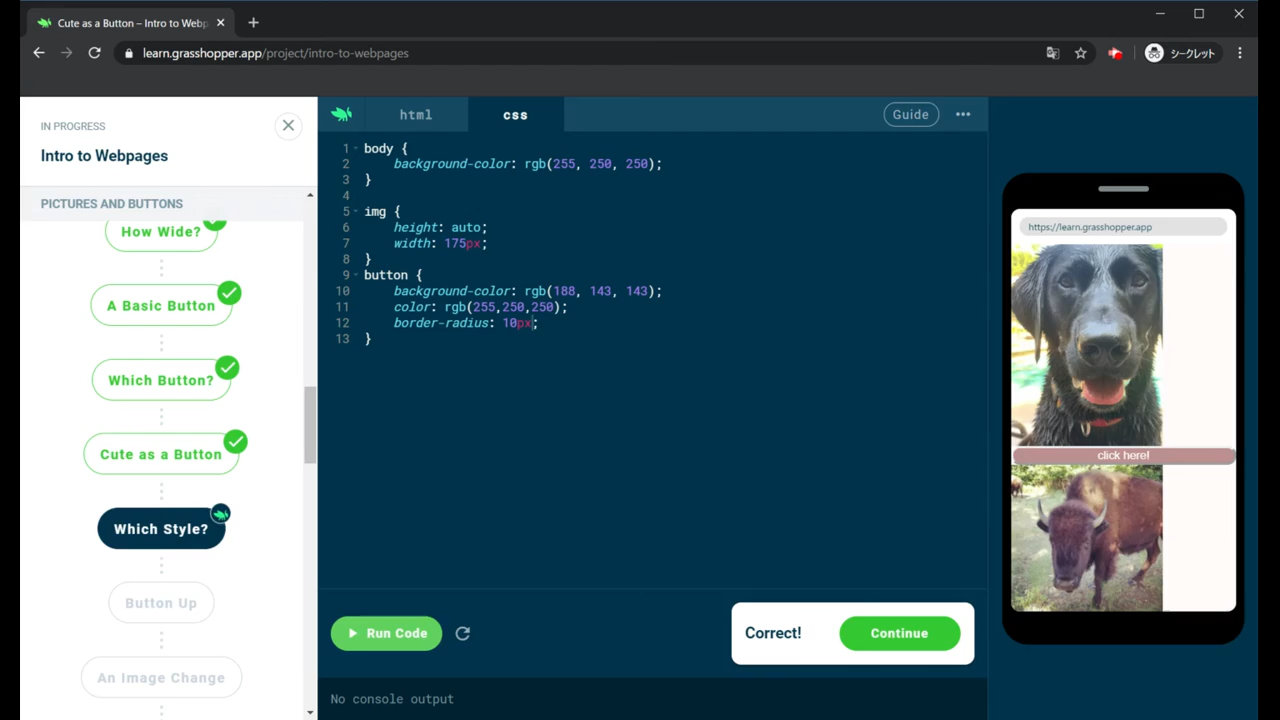 Cute as a Button – Intro to Webp
learn.grasshopper.app/project/intro-to-webpages
シークレット
IN PROGRESS
Intro to Webpages
PICTURES AND BUTTONS
How Wide?
A Basic Button
Which Button?
Cute as a Button
Which Style?
Button Up
An Image Change
html
css
Guide
1 body {
2 background-color: rgb(255, 250, 250);
3 }
4
5 img {
6 height: auto;
7 width: 175px;
8 }
9 button {
10 background-color: rgb(188, 143, 143);
11 color: rgb(255,250,250);
12 border-radius: 10px;
13 }
Run Code
Correct!
Continue
No console output
https://learn.grasshopper.app
click here!